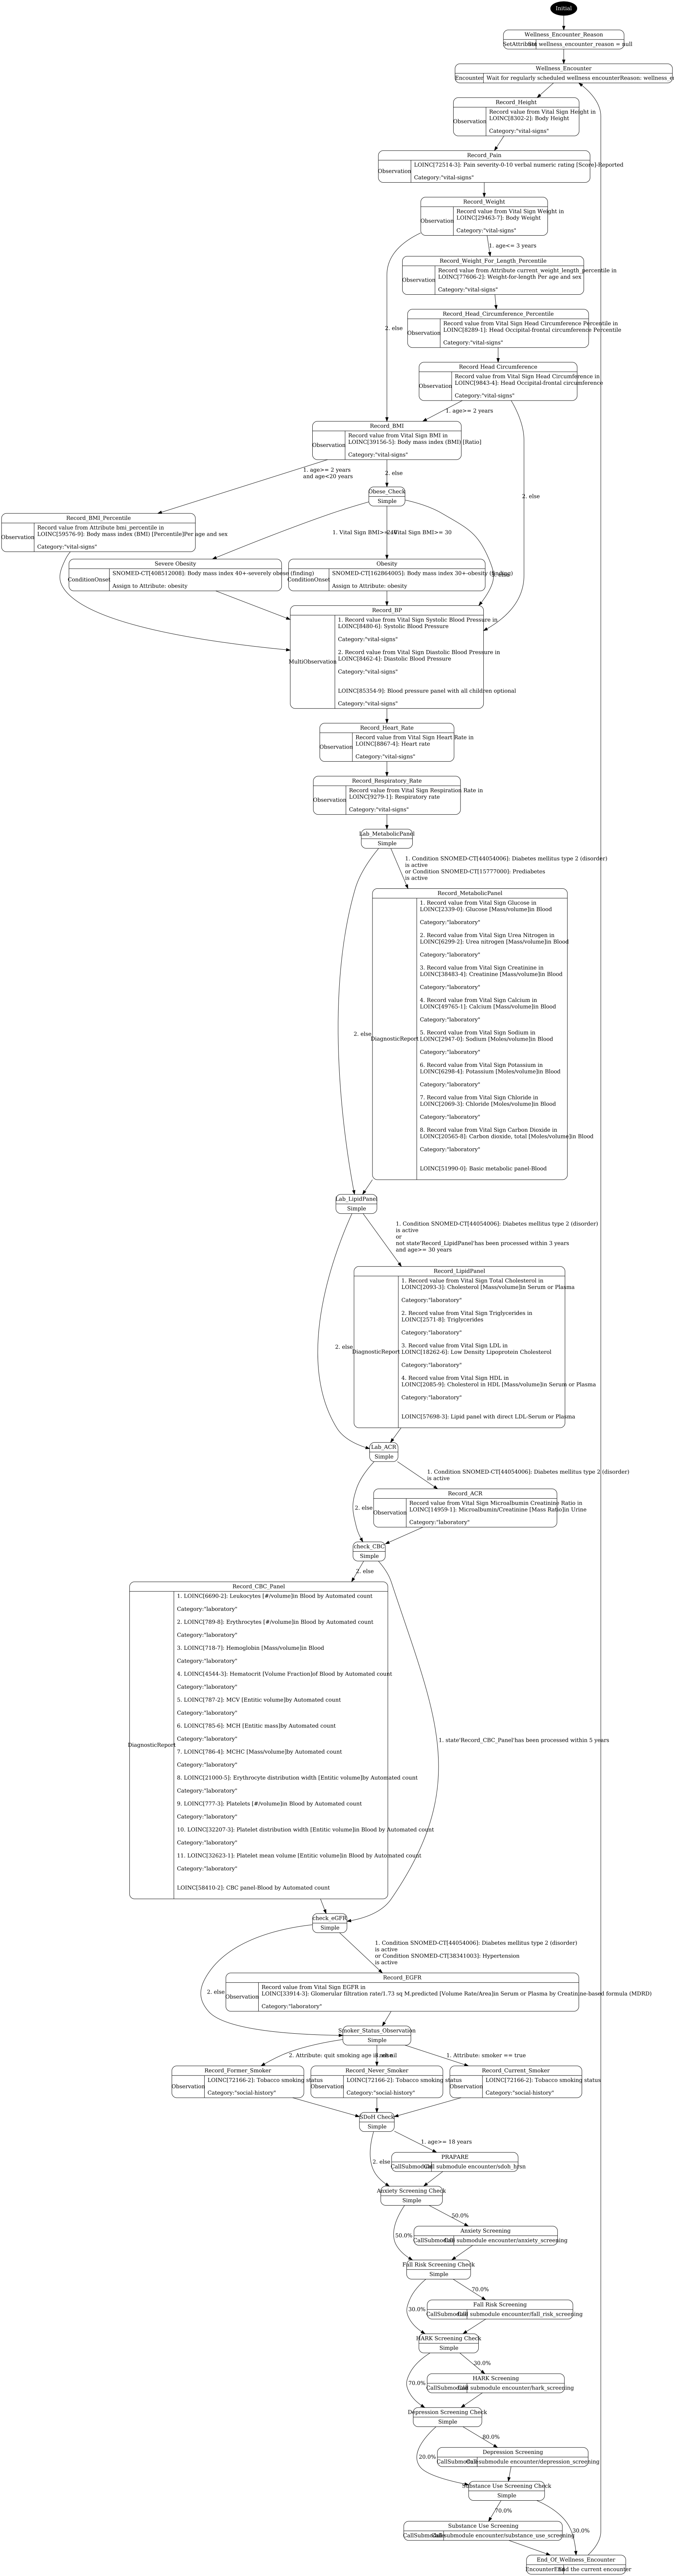 Initial
Wellness_Encounter_Reason
SetAttribute
Set wellness_encounter_reason = null
Wellness_Encounter
Encounter
Wait for regularly scheduled wellness encounterReason: wellness_e
Record_Height
Observation
Record value from Vital Sign Height in
LOINC[8302-2]: Body Height
Category:"vital-signs"
Record_Pain
Observation
LOINC[72514-3]: Pain severity-0-10 verbal numeric rating [Score]-Reported
Category:"vital-signs"
Record_Weight
Observation
Record value from Vital Sign Weight in
LOINC[29463-7]: Body Weight
Category:"vital-signs"
1. age<= 3 years
2. else
Record_Weight_For_Length_Percentile
Observation
Record value from Attribute current_weight_length_percentile in
LOINC[77606-2]: Weight-for-length Per age and sex
Category:"vital-signs"
Record_Head_Circumference_Percentile
Observation
Record value from Vital Sign Head Circumference Percentile in
LOINC[8289-1]: Head Occipital-frontal circumference Percentile
Category:"vital-signs"
Record Head Circumference
Observation
Record value from Vital Sign Head Circumference in
LOINC[9843-4]: Head Occipital-frontal circumference
Category:"vital-signs"
1. age>= 2 years
2. else
Record_BMI
Observation
Record value from Vital Sign BMI in
LOINC[39156-5]: Body mass index (BMI) [Ratio]
Category:"vital-signs"
1. age>= 2 years
and age<20 years
2. else
Obese_Check
Simple
Record_BMI_Percentile
Observation
Record value from Attribute bmi_percentile in
LOINC[59576-9]: Body mass index (BMI) [Percentile]Per age and sex
Category:"vital-signs"
1. Vital Sign BMI>= 40
2. Vital Sign BMI>= 30
3. else
Severe Obesity
ConditionOnset
SNOMED-CT[408512008]: Body mass index 40+-severely obese (finding)
Assign to Attribute: obesity
Obesity
ConditionOnset
SNOMED-CT[162864005]: Body mass index 30+-obesity (finding)
Assign to Attribute: obesity
Record_BP
MultiObservation
1. Record value from Vital Sign Systolic Blood Pressure in
LOINC[8480-6]: Systolic Blood Pressure
Category:"vital-signs"
2. Record value from Vital Sign Diastolic Blood Pressure in
LOINC[8462-4]: Diastolic Blood Pressure
Category:"vital-signs"
LOINC[85354-9]: Blood pressure panel with all children optional
Category:"vital-signs"
Record_Heart_Rate
Observation
Record value from Vital Sign Heart Rate in
LOINC[8867-4]: Heart rate
Category:"vital-signs"
Record_Respiratory_Rate
Observation
Record value from Vital Sign Respiration Rate in
LOINC[9279-1]: Respiratory rate
Category:"vital-signs"
Lab_MetabolicPanel
Simple
1. Condition SNOMED-CT[44054006]: Diabetes mellitus type 2 (disorder)
is active
or Condition SNOMED-CT[15777000]: Prediabetes
is active
2. else
Record_MetabolicPanel
DiagnosticReport
1. Record value from Vital Sign Glucose in
LOINC[2339-0]: Glucose [Mass/volume]in Blood
Category:"laboratory"
2. Record value from Vital Sign Urea Nitrogen in
LOINC[6299-2]: Urea nitrogen [Mass/volume]in Blood
Category:"laboratory"
3. Record value from Vital Sign Creatinine in
LOINC[38483-4]: Creatinine [Mass/volume]in Blood
Category:"laboratory"
4. Record value from Vital Sign Calcium in
LOINC[49765-1]: Calcium [Mass/volume]in Blood
Category:"laboratory"
5. Record value from Vital Sign Sodium in
LOINC[2947-0]: Sodium [Moles/volume]in Blood
Category:"laboratory"
6. Record value from Vital Sign Potassium in
LOINC[6298-4]: Potassium [Moles/volume]in Blood
Category:"laboratory"
7. Record value from Vital Sign Chloride in
LOINC[2069-3]: Chloride [Moles/volume]in Blood
Category:"laboratory"
8. Record value from Vital Sign Carbon Dioxide in
LOINC[20565-8]: Carbon dioxide, total [Moles/volume]in Blood
Category:"laboratory"
LOINC[51990-0]: Basic metabolic panel-Blood
Lab_LipidPanel
Simple
1. Condition SNOMED-CT[44054006]: Diabetes mellitus type 2 (disorder)
is active
or
not state'Record_LipidPanel'has been processed within 3 years
and age>= 30 years
2. else
Record_LipidPanel
DiagnosticReport
1. Record value from Vital Sign Total Cholesterol in
LOINC[2093-3]: Cholesterol [Mass/volume]in Serum or Plasma
Category:"laboratory"
2. Record value from Vital Sign Triglycerides in
LOINC[2571-8]: Triglycerides
Category:"laboratory"
3. Record value from Vital Sign LDL in
LOINC[18262-6]: Low Density Lipoprotein Cholesterol
Category:"laboratory"
4. Record value from Vital Sign HDL in
LOINC[2085-9]: Cholesterol in HDL [Mass/volume]in Serum or Plasma
Category:"laboratory"
LOINC[57698-3]: Lipid panel with direct LDL-Serum or Plasma
Lab_ACR
Simple
1. Condition SNOMED-CT[44054006]: Diabetes mellitus type 2 (disorder)
is active
2. else
Record_ACR
Observation
Record value from Vital Sign Microalbumin Creatinine Ratio in
LOINC[14959-1]: Microalbumin/Creatinine [Mass Ratio]in Urine
Category:"laboratory"
check_CBC
Simple
2. else
Record_CBC_Panel
DiagnosticReport
1. LOINC[6690-2]: Leukocytes [#/volume]in Blood by Automated count
Category:"laboratory"
2. LOINC[789-8]: Erythrocytes [#/volume]in Blood by Automated count
Category:"laboratory"
3. LOINC[718-7]: Hemoglobin [Mass/volume]in Blood
Category:"laboratory"
4. LOINC[4544-3]: Hematocrit [Volume Fraction]of Blood by Automated count
Category:"laboratory"
5. LOINC[787-2]: MCV [Entitic volume]by Automated count
Category:"laboratory"
6. LOINC[785-6]: MCH [Entitic mass]by Automated count
Category:"laboratory"
7. LOINC[786-4]: MCHC [Mass/volume]by Automated count
Category:"laboratory"
8. LOINC[21000-5]: Erythrocyte distribution width [Entitic volume]by Automated count
Category:"laboratory"
9. LOINC[777-3]: Platelets [#/volume]in Blood by Automated count
Category:"laboratory"
10. LOINC[32207-3]: Platelet distribution width [Entitic volume]in Blood by Automated count
Category:"laboratory"
11. LOINC[32623-1]: Platelet mean volume [Entitic volume]in Blood by Automated count
Category:"laboratory"
LOINC[58410-2]: CBC panel-Blood by Automated count
1. state'Record_CBC_Panel'has been processed within 5 years
check_eGFR
Simple
1. Condition SNOMED-CT[44054006]: Diabetes mellitus type 2 (disorder)
is active
or Condition SNOMED-CT[38341003]: Hypertension
is active
2. else
Record_EGFR
Observation
Record value from Vital Sign EGFR in
LOINC[33914-3]: Glomerular filtration rate/1.73 sq M.predicted [Volume Rate/Area]in Serum or Plasma by Creatinine-based formula (MDRD)
Category:"laboratory"
Smoker_Status_Observation
Simple
2. Attribute: quit smoking age is not nil
3. else
1. Attribute: smoker == true
Record_Former_Smoker
Observation
LOINC[72166-2]: Tobacco smoking status
Category:"social-history"
Record_Never_Smoker
Observation
LOINC[72166-2]: Tobacco smoking status
Category:"social-history"
Record_Current_Smoker
Observation
LOINC[72166-2]: Tobacco smoking status
Category:"social-history"
SDoH Check
Simple
1. age>= 18 years
2. else
PRAPARE
CallSubmodule
Call submodule encounter/sdoh_hrsn
Anxiety Screening Check
Simple
50.0%
50.0%
Anxiety Screening
CallSubmodule
Call submodule encounter/anxiety_screening
Fall Risk Screening Check
Simple
70.0%
30.0%
Fall Risk Screening
CallSubmodule
Call submodule encounter/fall_risk_screening
HARK Screening Check
Simple
30.0%
70.0%
HARK Screening
CallSubmodule
Call submodule encounter/hark_screening
Depression Screening Check
Simple
80.0%
20.0%
Depression Screening
CallSubmodule
Call submodule encounter/depression_screening
Substance Use Screening Check
Simple
70.0%
30.0%
Substance Use Screening
CallSubmodule
Call submodule encounter/substance_use_screening
End_Of_Wellness_Encounter
EncounterEnd
End the current encounter